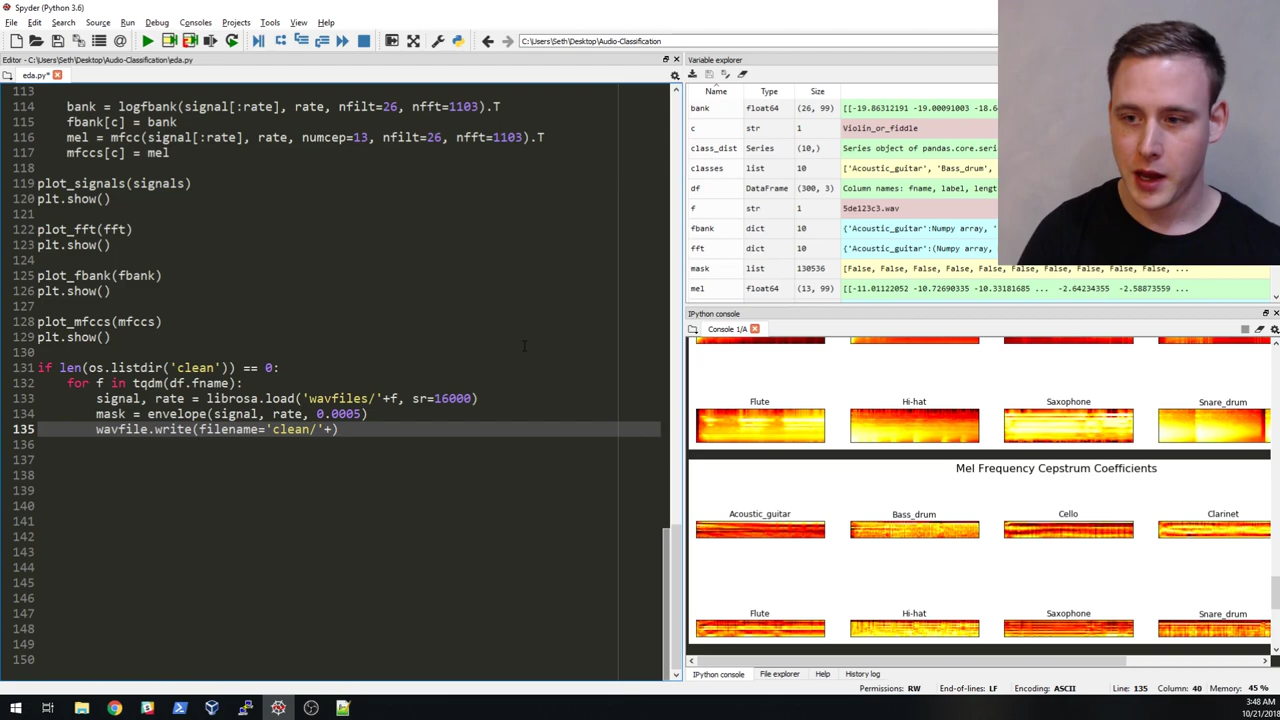 Spyder (Python 3.6)
File Edit Search Source Run Debug Consoles Projects Tools View Help
C:\Users\Seth\Desktop\Audio-Classification
Editor - C:\Users\Seth\Desktop\Audio-Classification\eda.py
eda.py*
113
114 bank = logfbank(signal[:rate], rate, nfilt=26, nfft=1103).T
115 fbank[c] = bank
116 mel = mfcc(signal[:rate], rate, numcep=13, nfilt=26, nfft=1103).T
117 mfccs[c] = mel
118
119 plot_signals(signals)
120 plt.show()
121
122 plot_fft(fft)
123 plt.show()
124
125 plot_fbank(fbank)
126 plt.show()
127
128 plot_mfccs(mfccs)
129 plt.show()
130
131 if len(os.listdir('clean')) == 0:
132 for f in tqdm(df.fname):
133 signal, rate = librosa.load('wavfiles/'+f, sr=16000)
134 mask = envelope(signal, rate, 0.0005)
135 wavfile.write(filename='clean/'+)
136
137
138
139
140
141
142
143
144
145
146
147
148
149
150
Variable explorer
Name Type Size
bank float64 (26, 99) [[-19.86312191 -19.00091003 -18.6
c str 1 Violin_or_fiddle
class_dist Series (10,) Series object of pandas.core.serie
classes list 10 ['Acoustic_guitar', 'Bass_drum',
df DataFrame (300, 3) Column names: fname, label, length
f str 1 5de123c3.wav
fbank dict 10 {'Acoustic_guitar':Numpy array, '
fft dict 10 {'Acoustic_guitar':(Numpy array,
mask list 130536 [False, False, False, False, False, False, False, False, ...
mel float64 (13, 99) [[-11.01122052 -10.72690335 -10.33181685 ... -2.64234355 -2.58873559
IPython console
Console 1/A
Flute Hi-hat Saxophone Snare_drum
Mel Frequency Cepstrum Coefficients
Acoustic_guitar Bass_drum Cello Clarinet
Flute Hi-hat Saxophone Snare_drum
IPython console File explorer Help History log
Permissions: RW End-of-lines: LF Encoding: ASCII Line: 135 Column: 40 Memory: 45 %
3:48 AM
10/21/2018